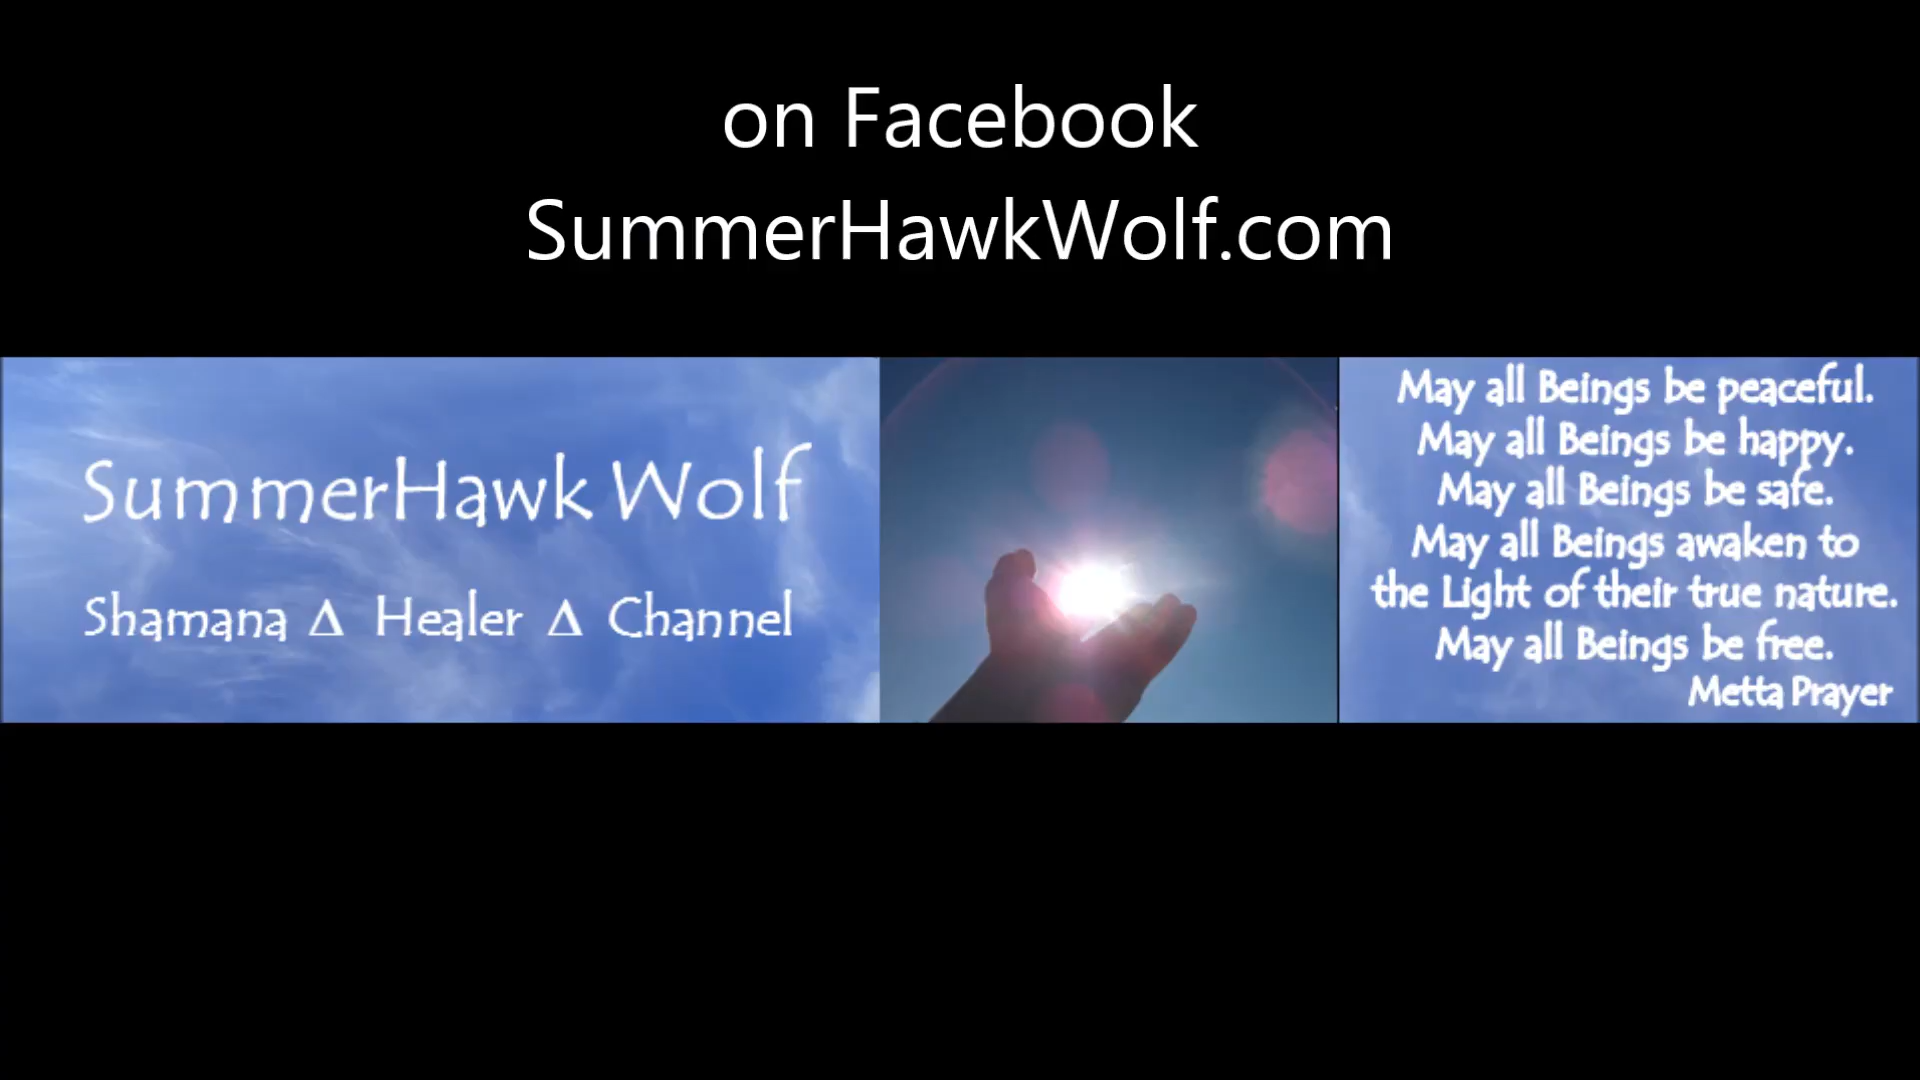 on Facebook
SummerHawkWolf.com
SummerHawk Wolf
Shamana Δ Healer Δ Channel
May all Beings be peaceful.
May all Beings be happy.
May all Beings be safe.
May all Beings awaken to
the Light of their true nature.
May all Beings be free.
Metta Prayer